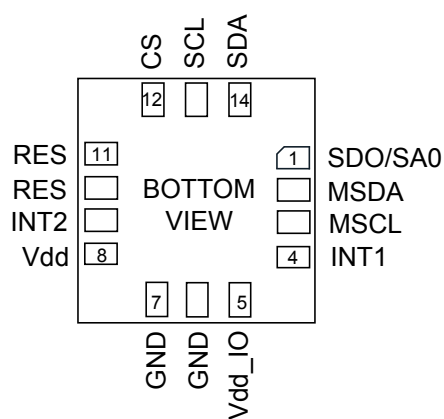 CS
SCL
SDA
12
14
RES
11
1
SDO/SA0
RES
MSDA
BOTTOM
VIEW
INT2
MSCL
Vdd
8
4
INT1
7
5
GND
GND
Vdd_IO